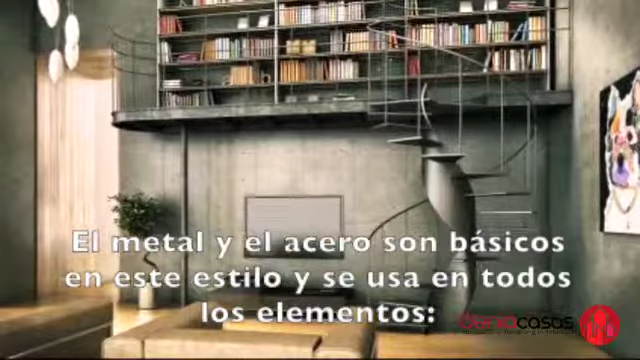 El metal y el acero son básicos
en este estilo y se usa en todos
los elementos: